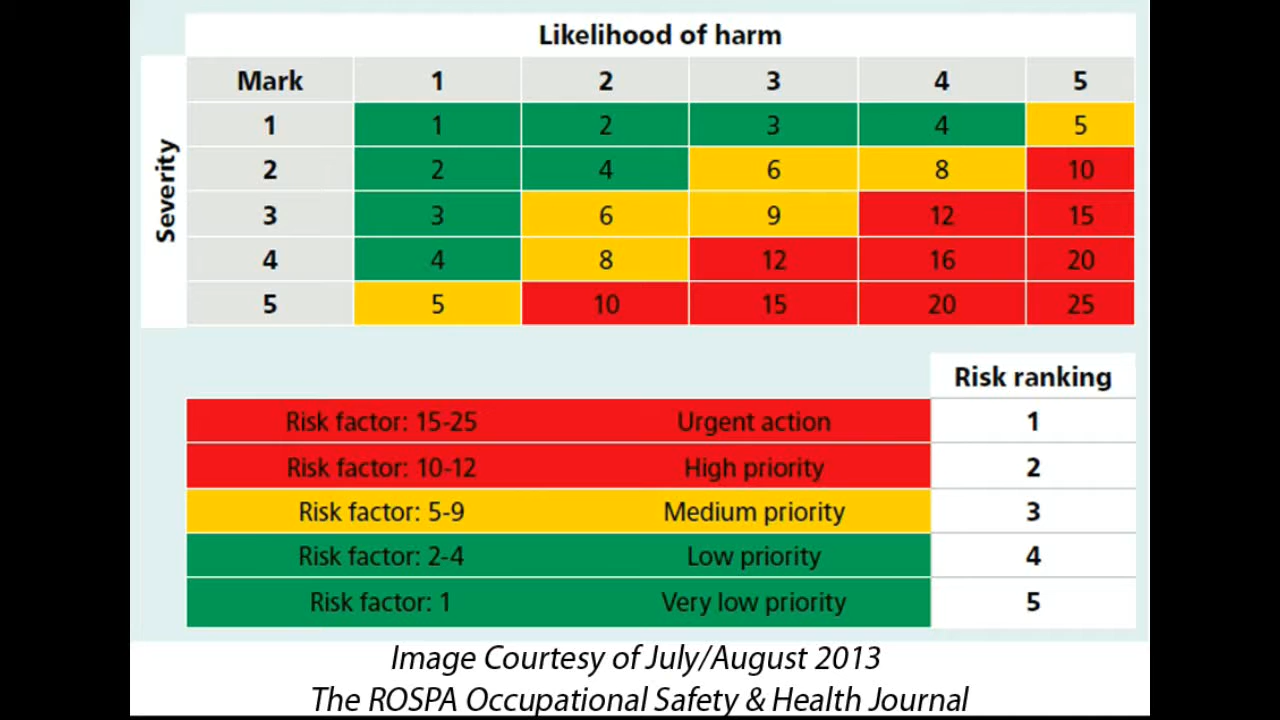 Likelihood of harm
Severity
Mark 1 2 3 4 5
1 1 2 3 4 5
2 2 4 6 8 10
3 3 6 9 12 15
4 4 8 12 16 20
5 5 10 15 20 25
Risk ranking
Risk factor: 15-25 Urgent action 1
Risk factor: 10-12 High priority 2
Risk factor: 5-9 Medium priority 3
Risk factor: 2-4 Low priority 4
Risk factor: 1 Very low priority 5
Image Courtesy of July/August 2013
The ROSPA Occupational Safety & Health Journal